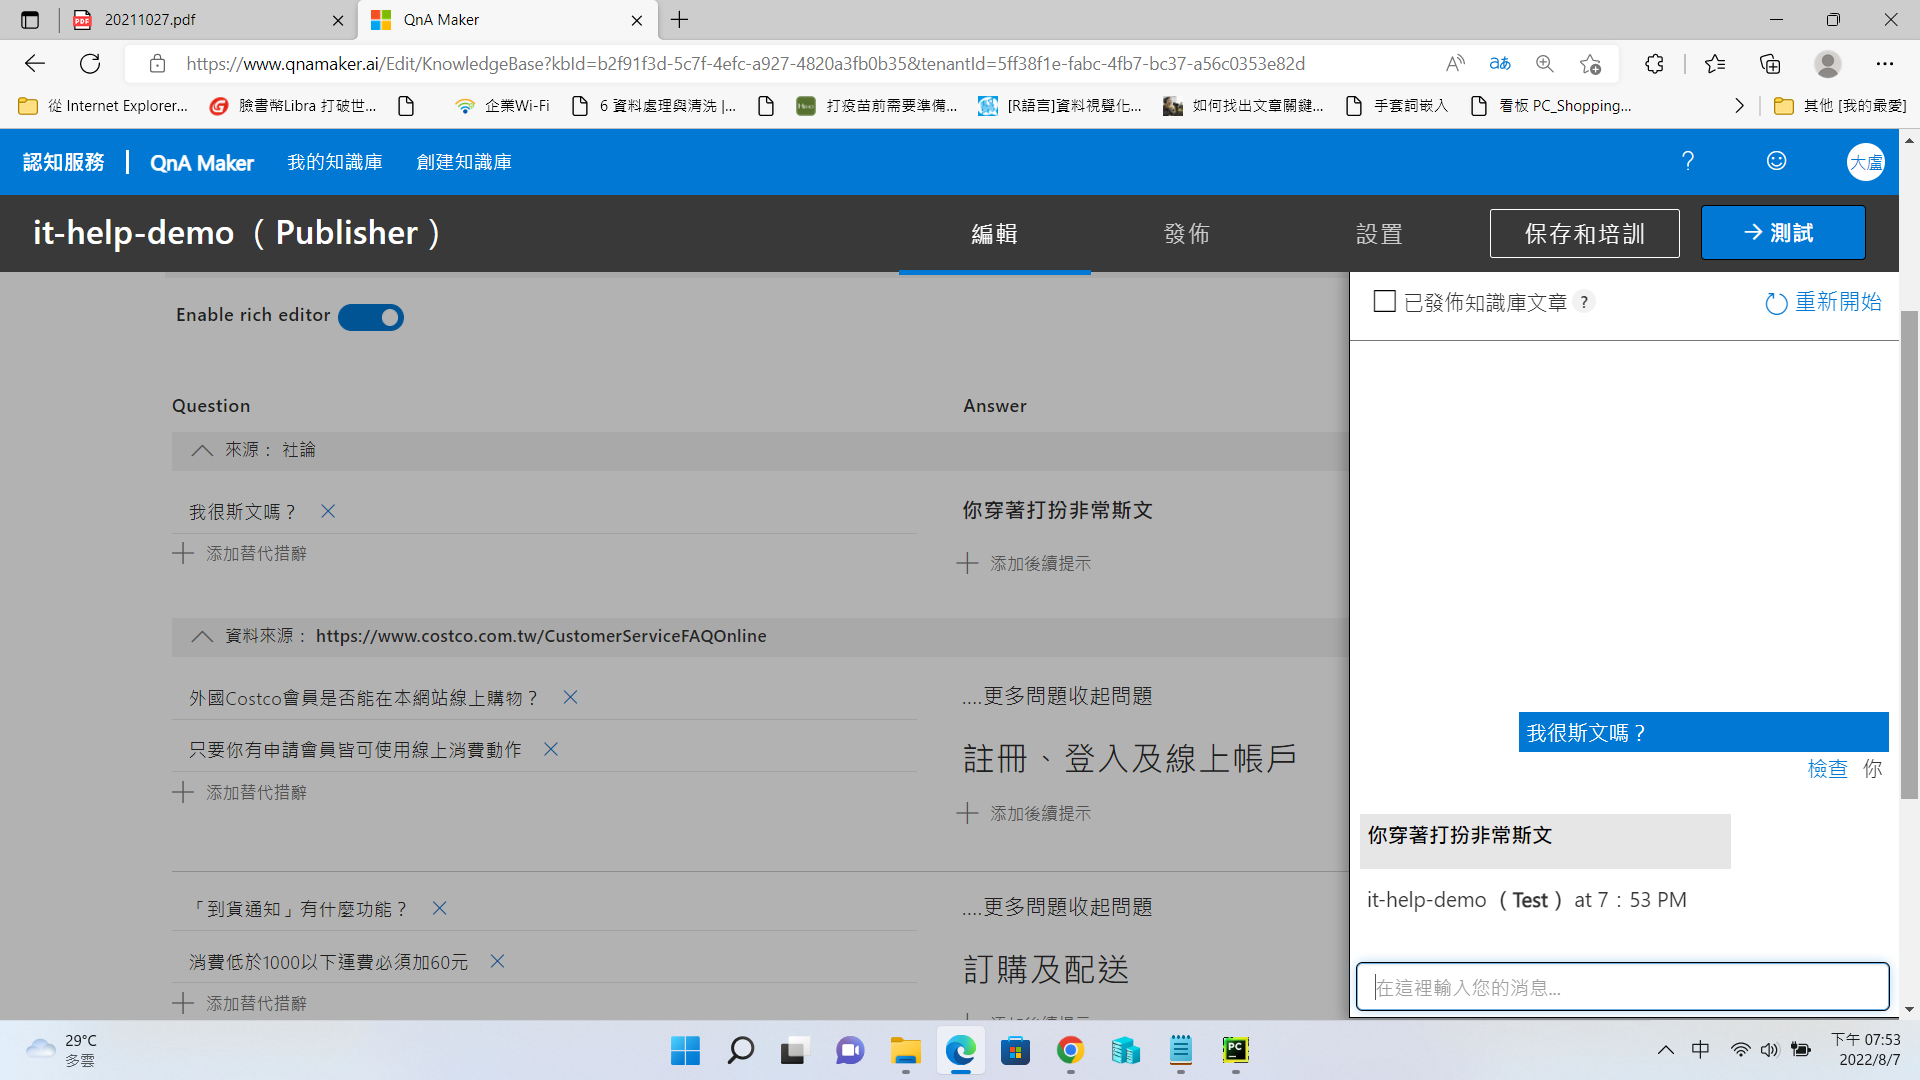 20211027.pdf
QnA Maker
https://www.qnamaker.ai/Edit/KnowledgeBase?kbId=b2f91f3d-5c7f-4efc-a927-4820a3fb0b35&tenantId=5ff38f1e-fabc-4fb7-bc37-a56c0353e82d
從 Internet Explorer...
臉書幣Libra 打破世...
企業Wi-Fi
6 資料處理與清洗 |...
打疫苗前需要準備...
[R語言]資料視覺化...
如何找出文章關鍵...
手套詞嵌入
看板 PC_Shopping...
其他 [我的最愛]
認知服務
QnA Maker
我的知識庫
創建知識庫
?
大盧
it-help-demo （Publisher）
編輯
發佈
設置
保存和培訓
測試
Enable rich editor
已發佈知識庫文章 ?
重新開始
Question
Answer
來源： 社論
我很斯文嗎？
你穿著打扮非常斯文
添加替代措辭
添加後續提示
資料來源： https://www.costco.com.tw/CustomerServiceFAQOnline
外國Costco會員是否能在本網站線上購物？
....更多問題收起問題
只要你有申請會員皆可使用線上消費動作
註冊、登入及線上帳戶
添加替代措辭
添加後續提示
「到貨通知」有什麼功能？
....更多問題收起問題
消費低於1000以下運費必須加60元
訂購及配送
添加替代措辭
我很斯文嗎？
檢查 你
你穿著打扮非常斯文
it-help-demo （Test） at 7：53 PM
在這裡輸入您的消息...
29°C
多雲
中
下午 07:53
2022/8/7